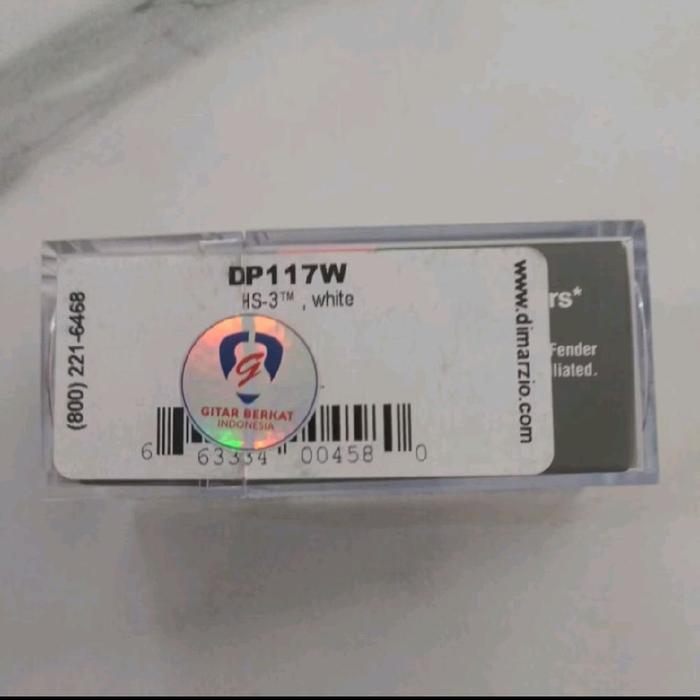 DP117W
HS-3™ , white
(800) 221-6468
www.dimarzio.com
G
GITAR BERKAT
INDONESIA
6 63334 00458 0
rs*
Fender
liated.